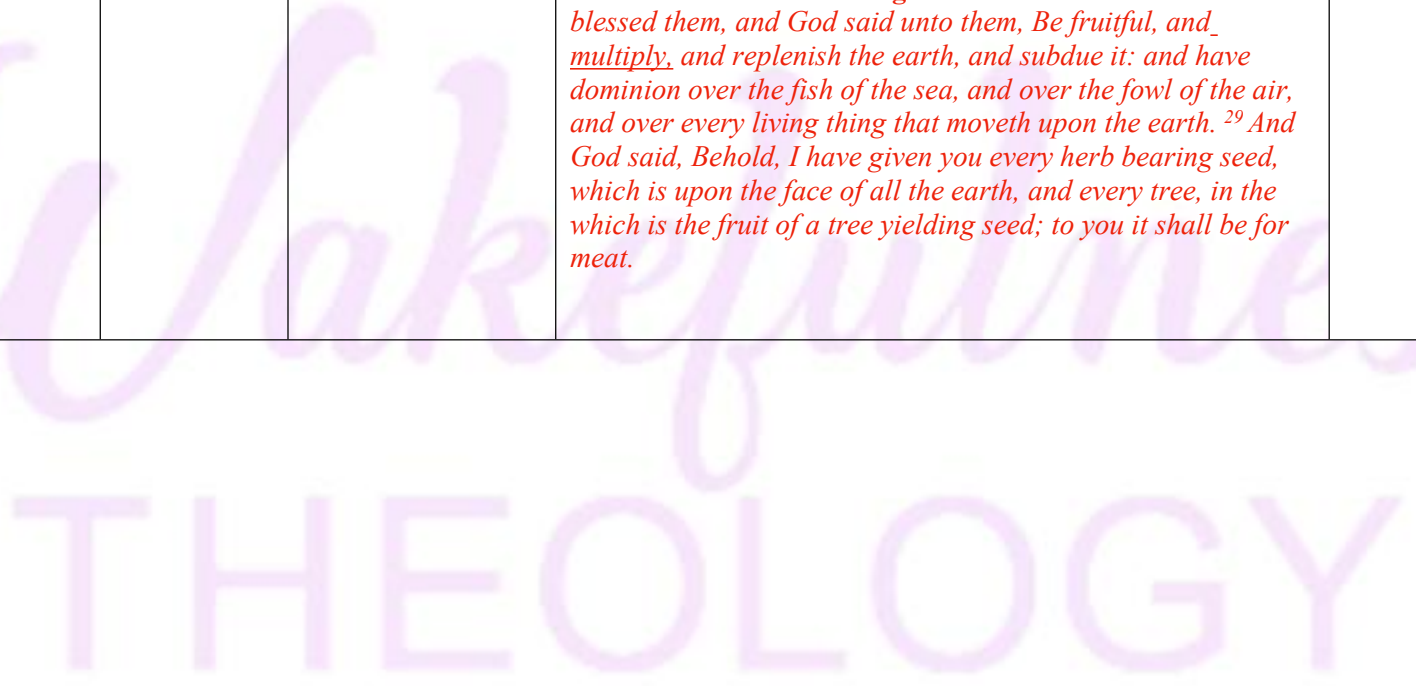 blessed them, and God said unto them, Be fruitful, and
multiply, and replenish the earth, and subdue it: and have
dominion over the fish of the sea, and over the fowl of the air,
and over every living thing that moveth upon the earth. 29 And
God said, Behold, I have given you every herb bearing seed,
which is upon the face of all the earth, and every tree, in the
which is the fruit of a tree yielding seed; to you it shall be for
meat.
Wakefulnes
THEOLOGY